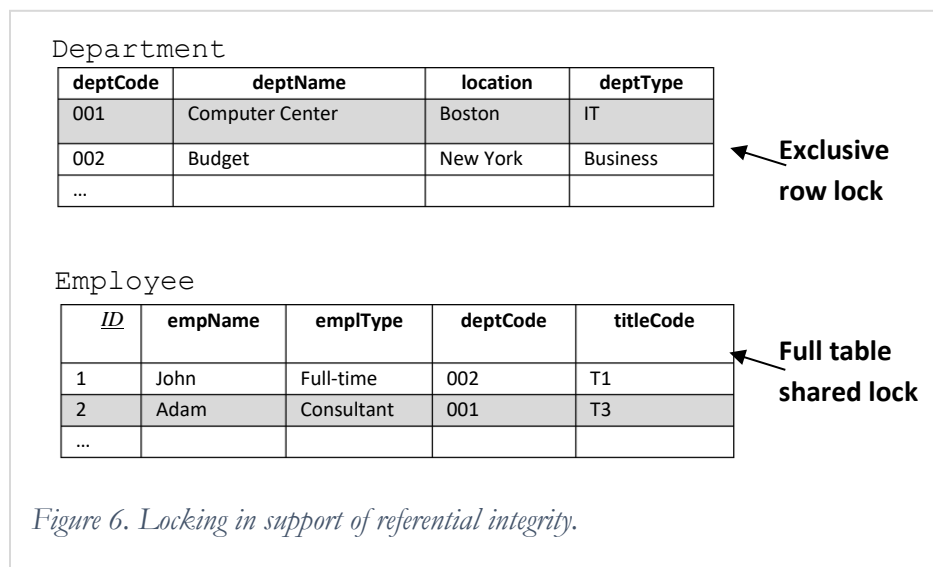 Department
deptCode deptName location deptType
001 Computer Center Boston IT
002 Budget New York Business
...
Exclusive
row lock
Employee
ID empName emplType deptCode titleCode
1 John Full-time 002 T1
2 Adam Consultant 001 T3
...
Full table
shared lock
Figure 6. Locking in support of referential integrity.